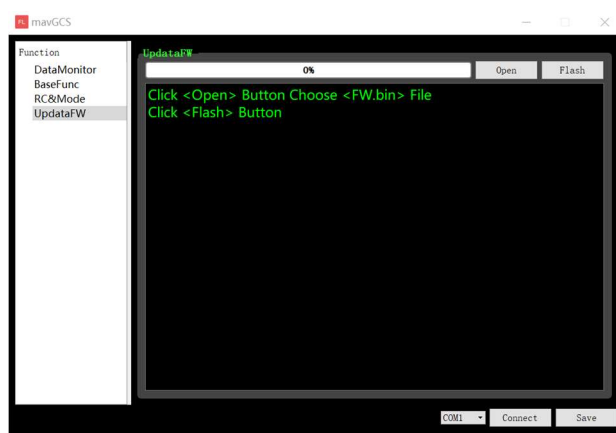 FL mavGCS
Function
DataMonitor
BaseFunc
RC&Mode
UpdataFW
UpdataFW
0%
Open
Flash
Click <Open> Button Choose <FW.bin> File
Click <Flash> Button
COM1
Connect
Save